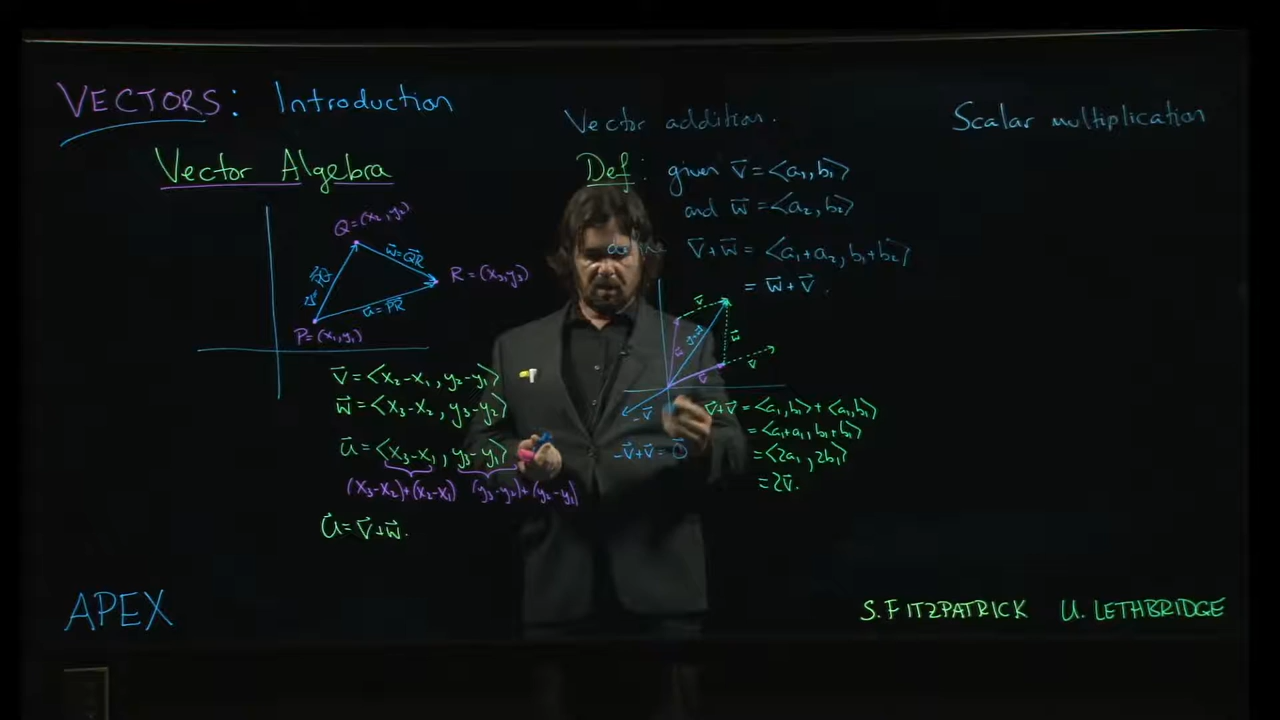 VECTORS: Introduction
Vector Algebra
Q=(x₂,y₂)
w⃗=QR⃗
R=(x₃,y₃)
v⃗=PQ⃗
u⃗=PR⃗
P=(x₁,y₁)
v⃗=⟨x₂-x₁, y₂-y₁⟩
w⃗=⟨x₃-x₂, y₃-y₂⟩
u⃗=⟨x₃-x₁, y₃-y₁⟩
(x₃-x₂)+(x₂-x₁) (y₃-y₂)+(y₂-y₁)
u⃗=v⃗+w⃗.
Vector addition.
Def: given v⃗=⟨a₁,b₁⟩
and w⃗=⟨a₂,b₂⟩
define v⃗+w⃗=⟨a₁+a₂, b₁+b₂⟩
= w⃗+v⃗.
v⃗
w⃗
v⃗+w⃗
w⃗
v⃗
v⃗
-v⃗
-v⃗+v⃗=0⃗
v⃗+v⃗=⟨a₁,b₁⟩+⟨a₁,b₁⟩
=⟨a₁+a₁, b₁+b₁⟩
=⟨2a₁, 2b₁⟩
=2v⃗.
Scalar multiplication
APEX
S. FITZPATRICK U. LETHBRIDGE